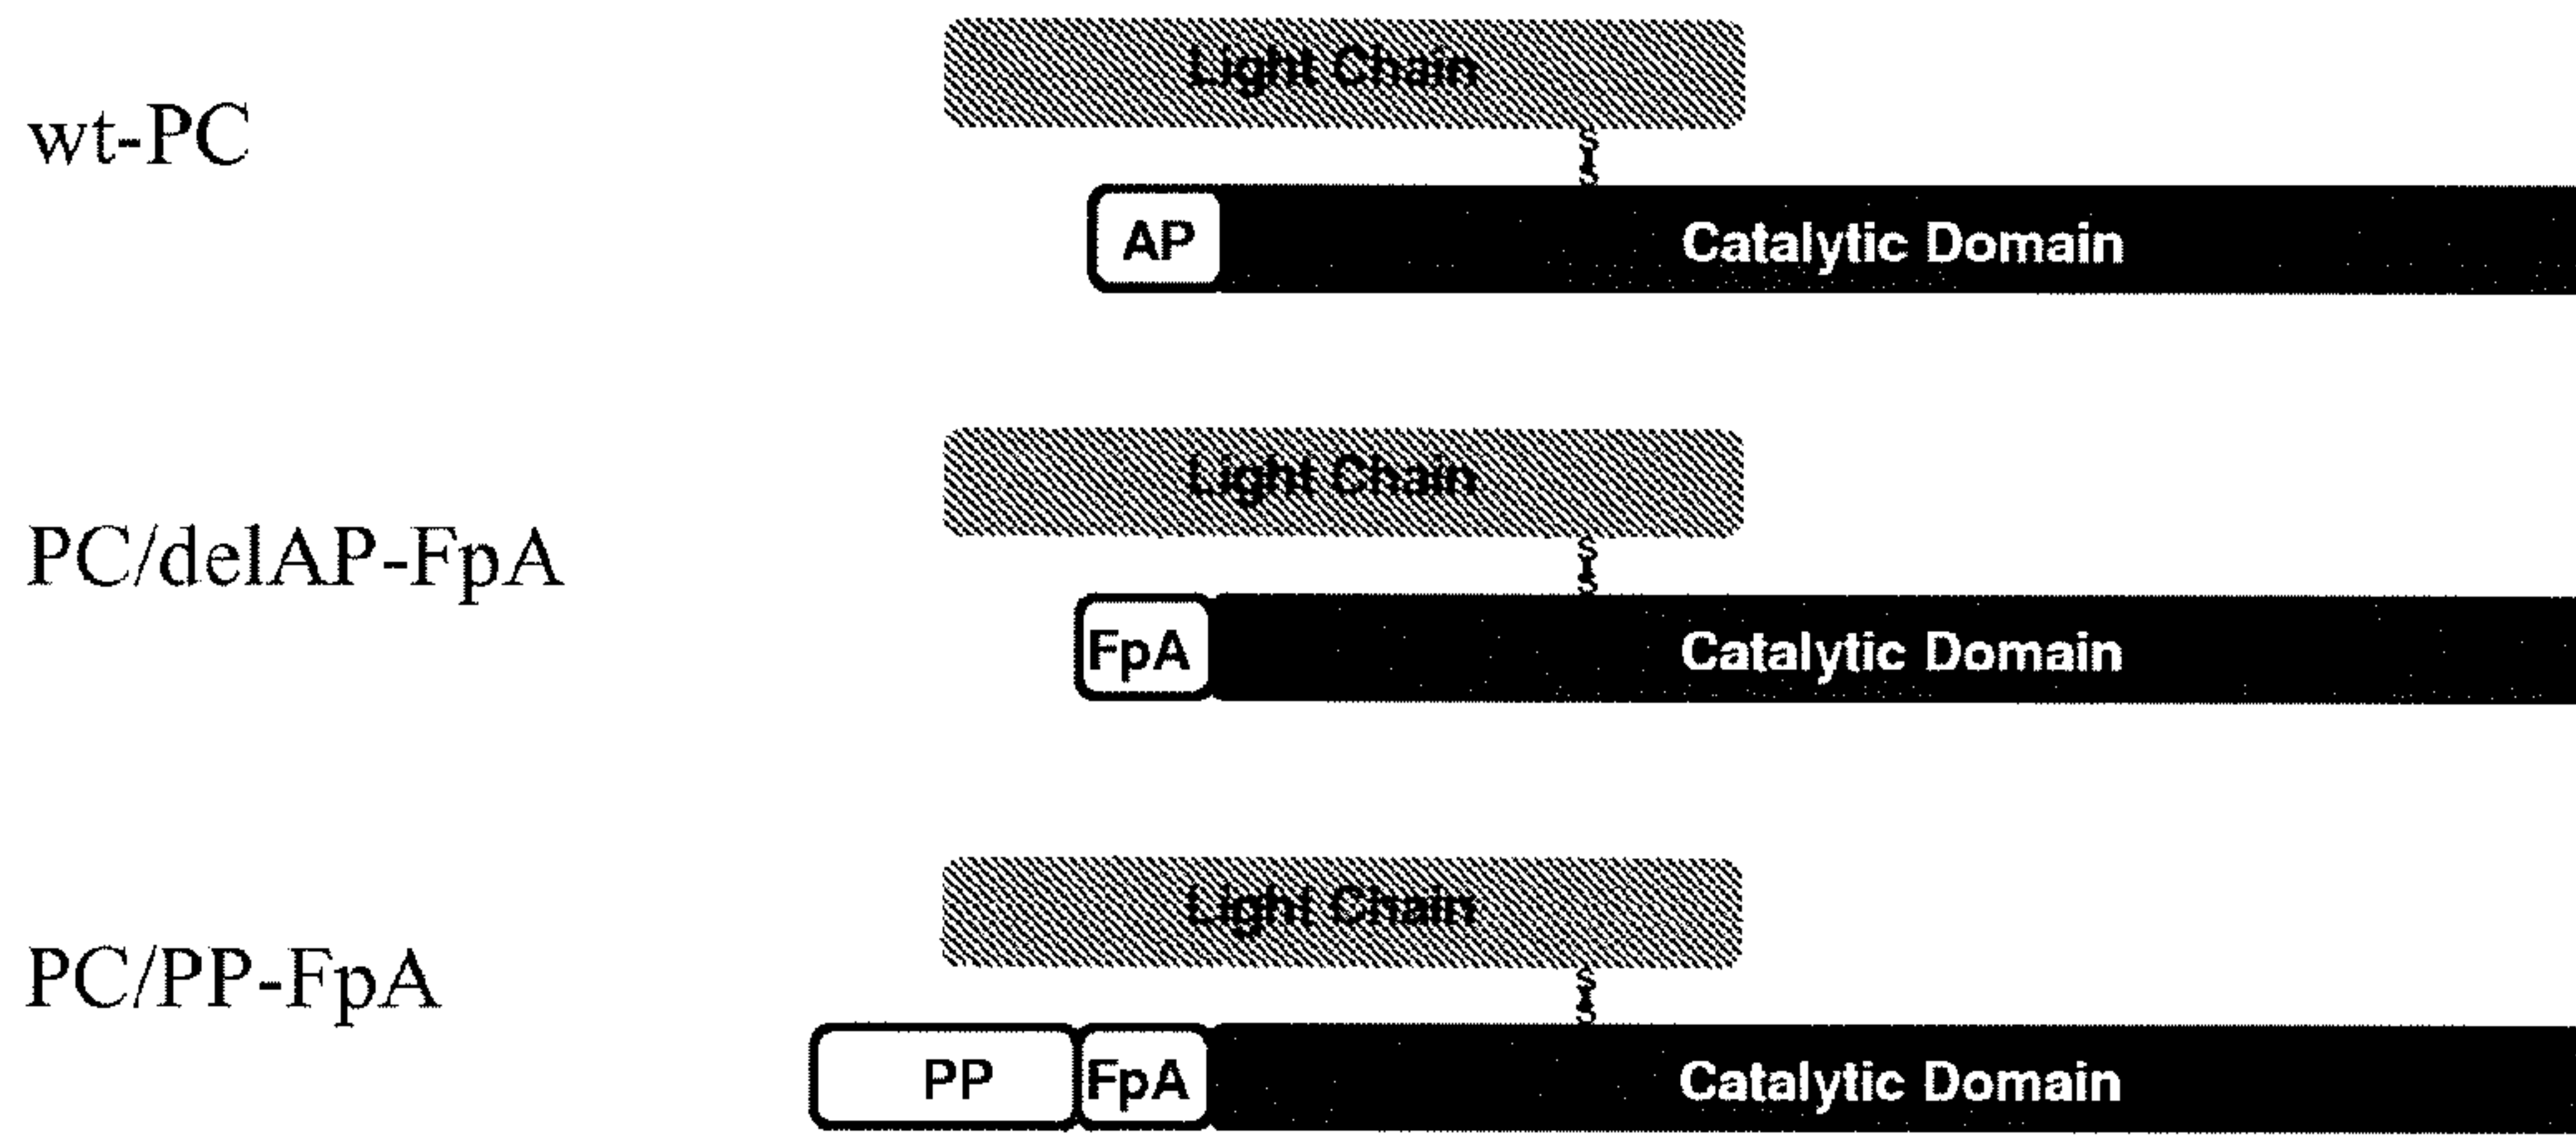 Light Chain
wt-PC
S
S
AP Catalytic Domain
Light Chain
PC/delAP-FpA
S
S
FpA Catalytic Domain
Light Chain
PC/PP-FpA
S
S
PP FpA Catalytic Domain